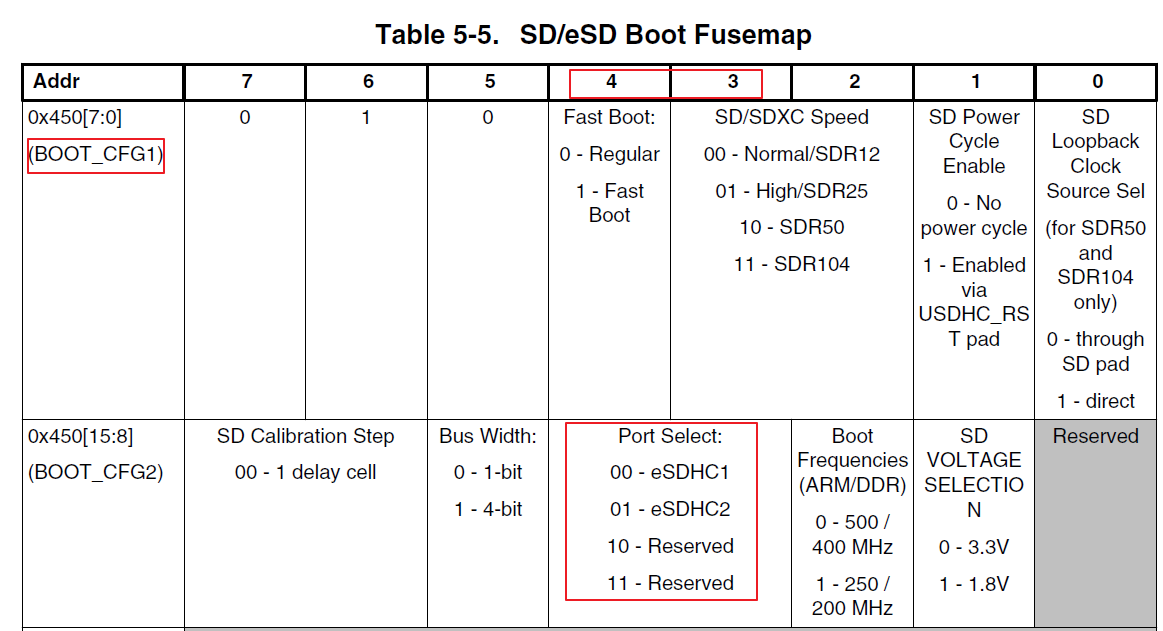 Table 5-5. SD/eSD Boot Fusemap
Addr 7 6 5 4 3 2 1 0
0x450[7:0]
(BOOT_CFG1)
0
1
0
Fast Boot:
0 - Regular
1 - Fast
Boot
SD/SDXC Speed
00 - Normal/SDR12
01 - High/SDR25
10 - SDR50
11 - SDR104
SD Power
Cycle
Enable
0 - No
power cycle
1 - Enabled
via
USDHC_RS
T pad
SD
Loopback
Clock
Source Sel
(for SDR50
and
SDR104
only)
0 - through
SD pad
1 - direct
0x450[15:8]
(BOOT_CFG2)
SD Calibration Step
00 - 1 delay cell
Bus Width:
0 - 1-bit
1 - 4-bit
Port Select:
00 - eSDHC1
01 - eSDHC2
10 - Reserved
11 - Reserved
Boot
Frequencies
(ARM/DDR)
0 - 500 /
400 MHz
1 - 250 /
200 MHz
SD
VOLTAGE
SELECTIO
N
0 - 3.3V
1 - 1.8V
Reserved